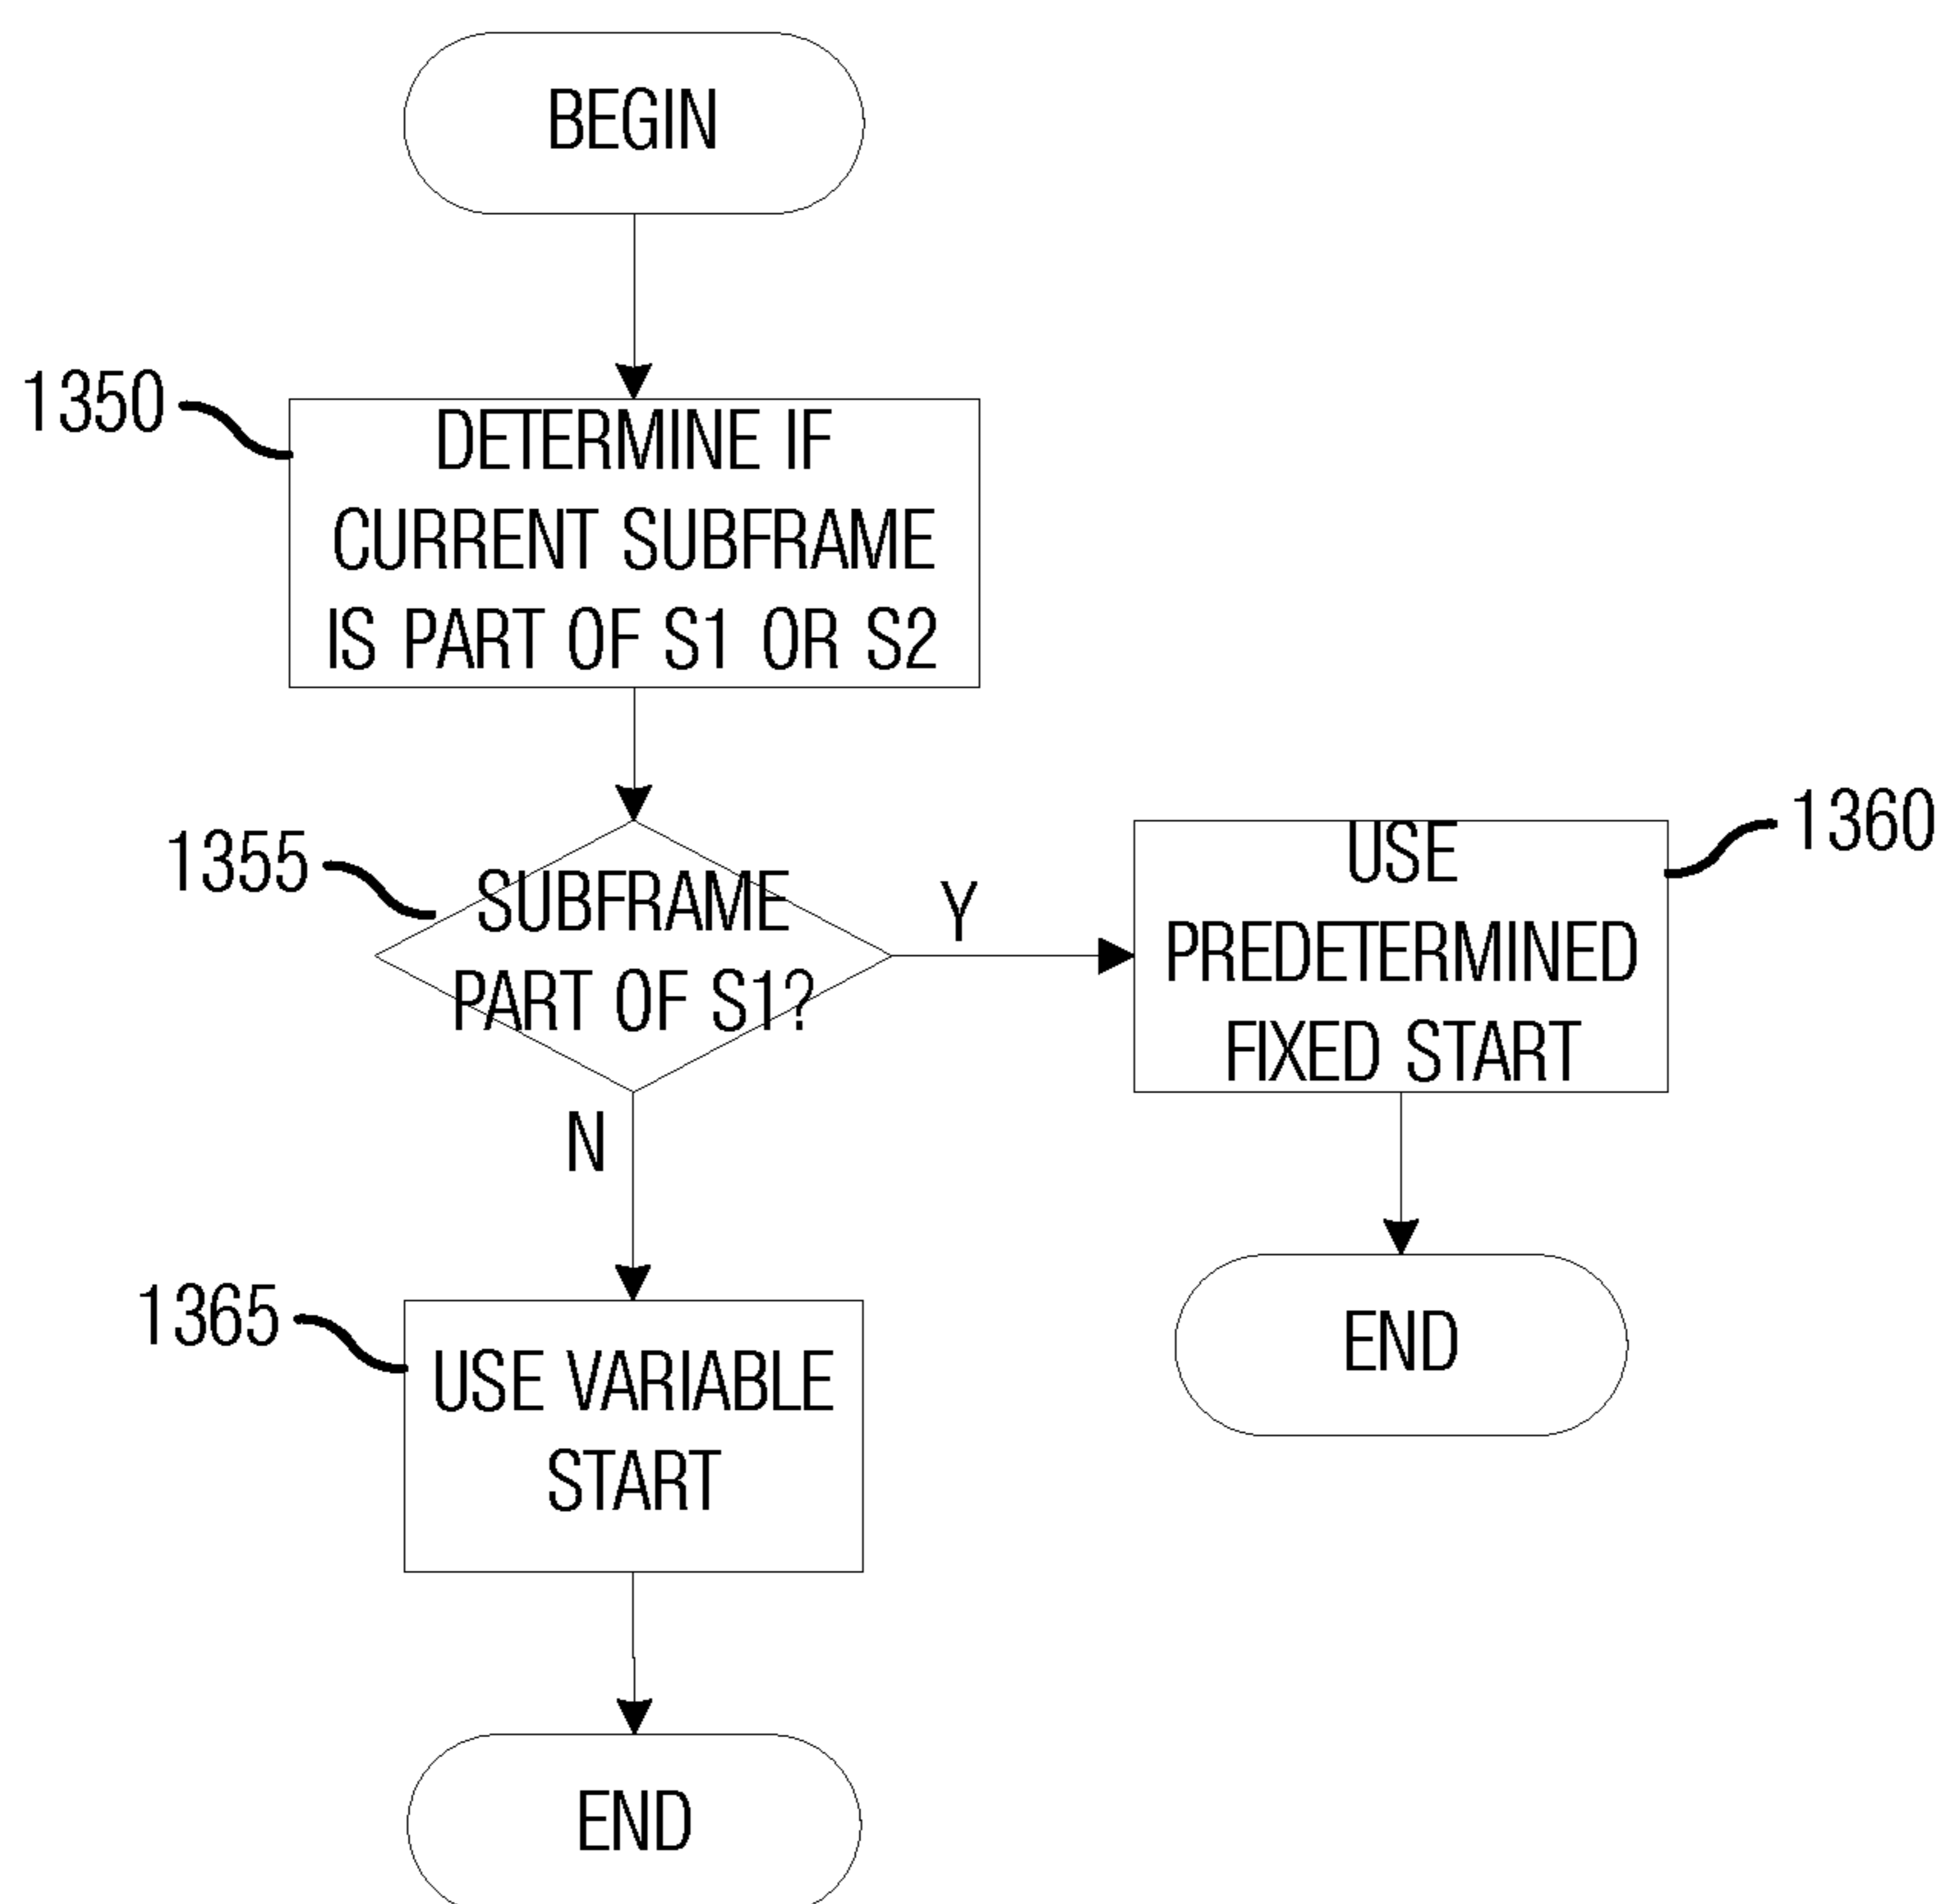 BEGIN
1350
DETERMINE IF
CURRENT SUBFRAME
IS PART OF S1 OR S2
1355
SUBFRAME
PART OF S1?
Y
1360
USE
PREDETERMINED
FIXED START
N
END
1365
USE VARIABLE
START
END